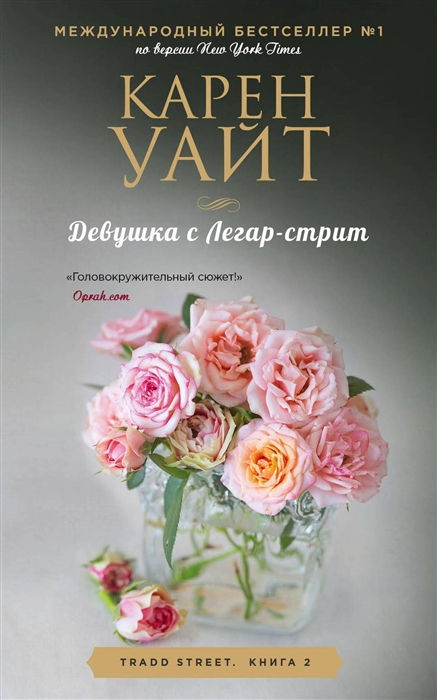 МЕЖДУНАРОДНЫЙ БЕСТСЕЛЛЕР №1
по версии New York Times
КАРЕН
УАЙТ
Девушка с Легар-стрит
«Головокружительный сюжет!»
Oprah.com
TRADD STREET. КНИГА 2